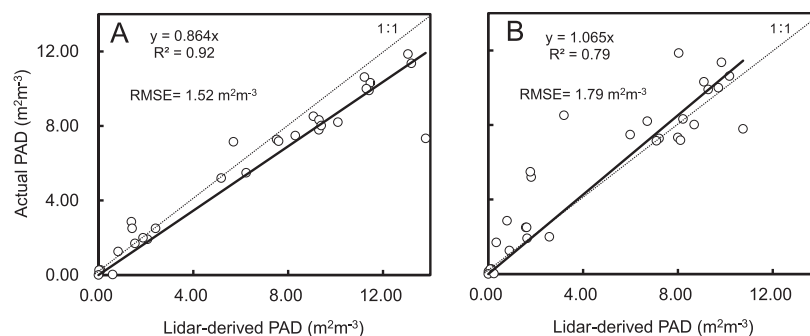 A
y = 0.864x
R² = 0.92
RMSE= 1.52 m²m⁻³
1:1
12.00
8.00
4.00
0.00
Actual PAD (m²m⁻³)
0.00 4.00 8.00 12.00
Lidar-derived PAD (m²m⁻³)
B
y = 1.065x
R² = 0.79
RMSE= 1.79 m²m⁻³
1:1
0.00 4.00 8.00 12.00
Lidar-derived PAD (m²m⁻³)